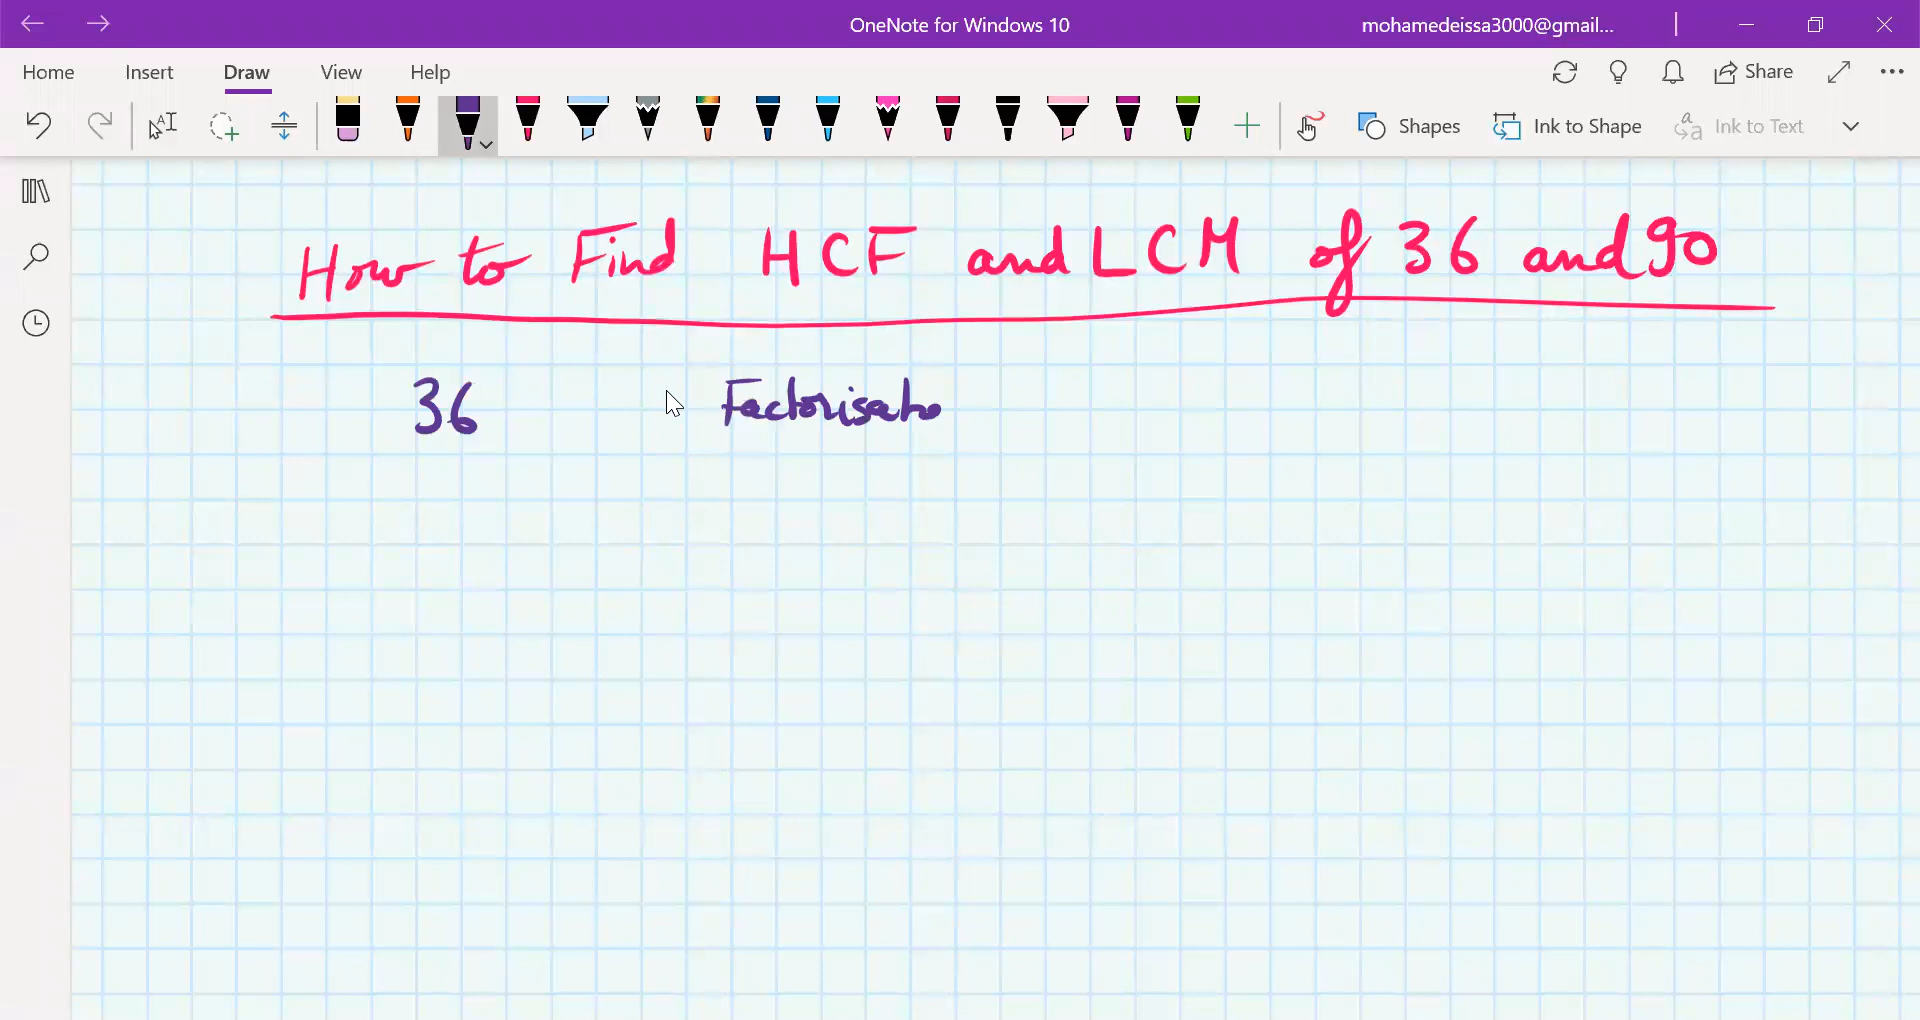 OneNote for Windows 10 mohamedeissa3000@gmail...
Home Insert Draw View Help Share
Shapes Ink to Shape Ink to Text
How to Find HCF and LCM of 36 and 90
36 Factorisatio